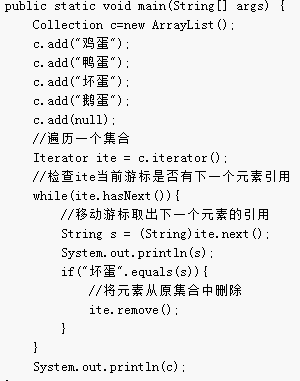 public static void main(String[] args) {
Collection c=new ArrayList();
c.add("鸡蛋");
c.add("鸭蛋");
c.add("坏蛋");
c.add("鹅蛋");
c.add(null);
//遍历一个集合
Iterator ite = c.iterator();
//检查ite当前游标是否有下一个元素引用
while(ite.hasNext()){
//移动游标取出下一个元素的引用
String s = (String)ite.next();
System.out.println(s);
if("坏蛋".equals(s)){
//将元素从原集合中删除
ite.remove();
}
}
System.out.println(c);